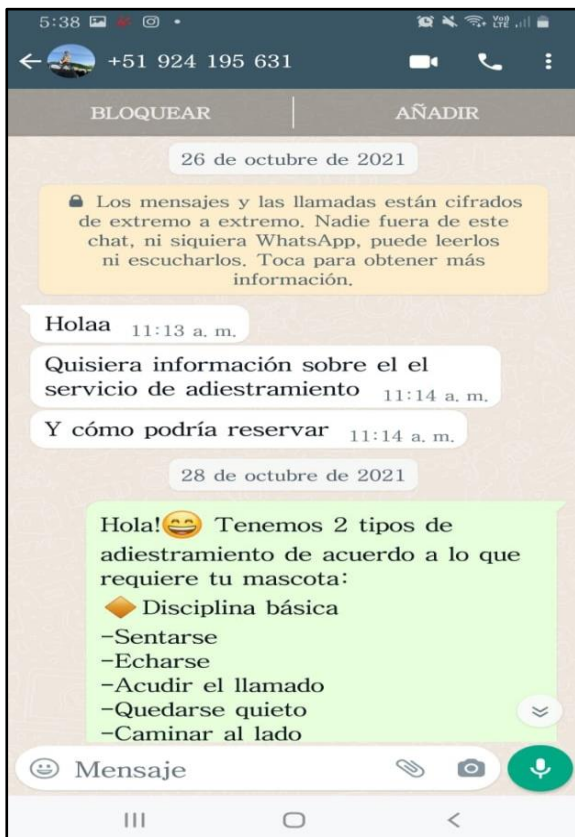 5:38
Vo))
LTE
+51 924 195 631
BLOQUEAR
AÑADIR
26 de octubre de 2021
Los mensajes y las llamadas están cifrados
de extremo a extremo. Nadie fuera de este
chat, ni siquiera WhatsApp, puede leerlos
ni escucharlos. Toca para obtener más
información.
Holaa 11:13 a. m.
Quisiera información sobre el el
servicio de adiestramiento 11:14 a. m.
Y cómo podría reservar 11:14 a. m.
28 de octubre de 2021
Hola!😄 Tenemos 2 tipos de
adiestramiento de acuerdo a lo que
requiere tu mascota:
🔶Disciplina básica
-Sentarse
-Echarse
-Acudir el llamado
-Quedarse quieto
-Caminar al lado
Mensaje